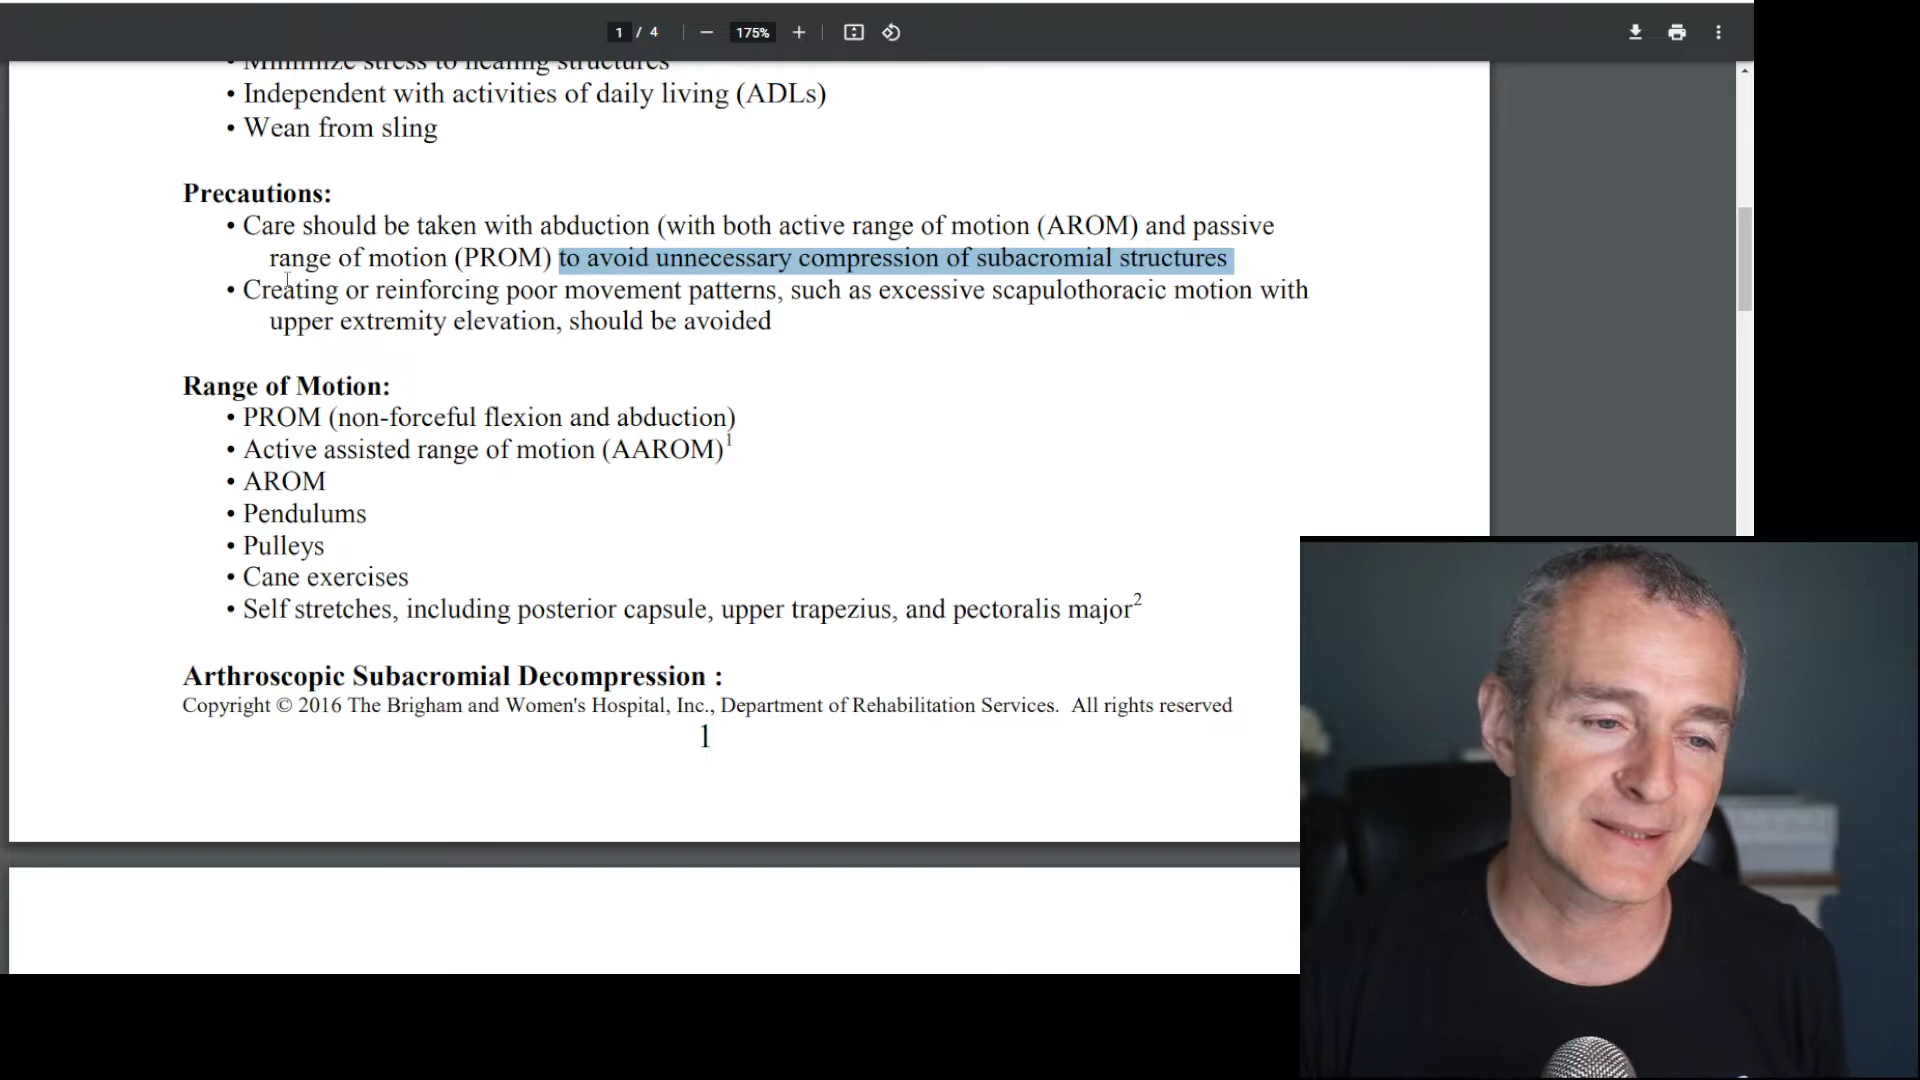 1 / 4 175%
• Minimize stress to healing structures
• Independent with activities of daily living (ADLs)
• Wean from sling
Precautions:
• Care should be taken with abduction (with both active range of motion (AROM) and passive
range of motion (PROM) to avoid unnecessary compression of subacromial structures
• Creating or reinforcing poor movement patterns, such as excessive scapulothoracic motion with
upper extremity elevation, should be avoided
Range of Motion:
• PROM (non-forceful flexion and abduction)
• Active assisted range of motion (AAROM)1
• AROM
• Pendulums
• Pulleys
• Cane exercises
• Self stretches, including posterior capsule, upper trapezius, and pectoralis major2
Arthroscopic Subacromial Decompression :
Copyright © 2016 The Brigham and Women's Hospital, Inc., Department of Rehabilitation Services. All rights reserved
1